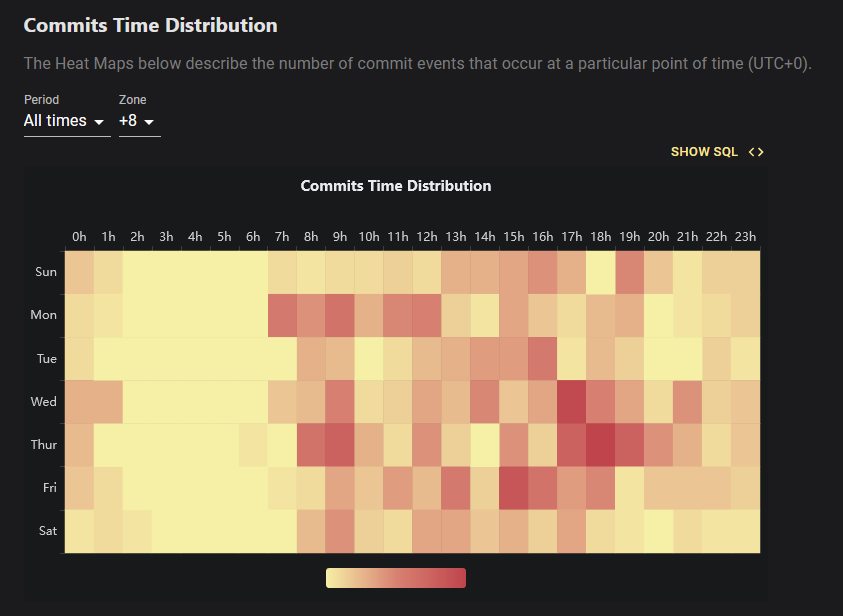 Commits Time Distribution
The Heat Maps below describe the number of commit events that occur at a particular point of time (UTC+0).
Period Zone
All times +8
SHOW SQL <>
Commits Time Distribution
0h 1h 2h 3h 4h 5h 6h 7h 8h 9h 10h 11h 12h 13h 14h 15h 16h 17h 18h 19h 20h 21h 22h 23h
Sun
Mon
Tue
Wed
Thur
Fri
Sat